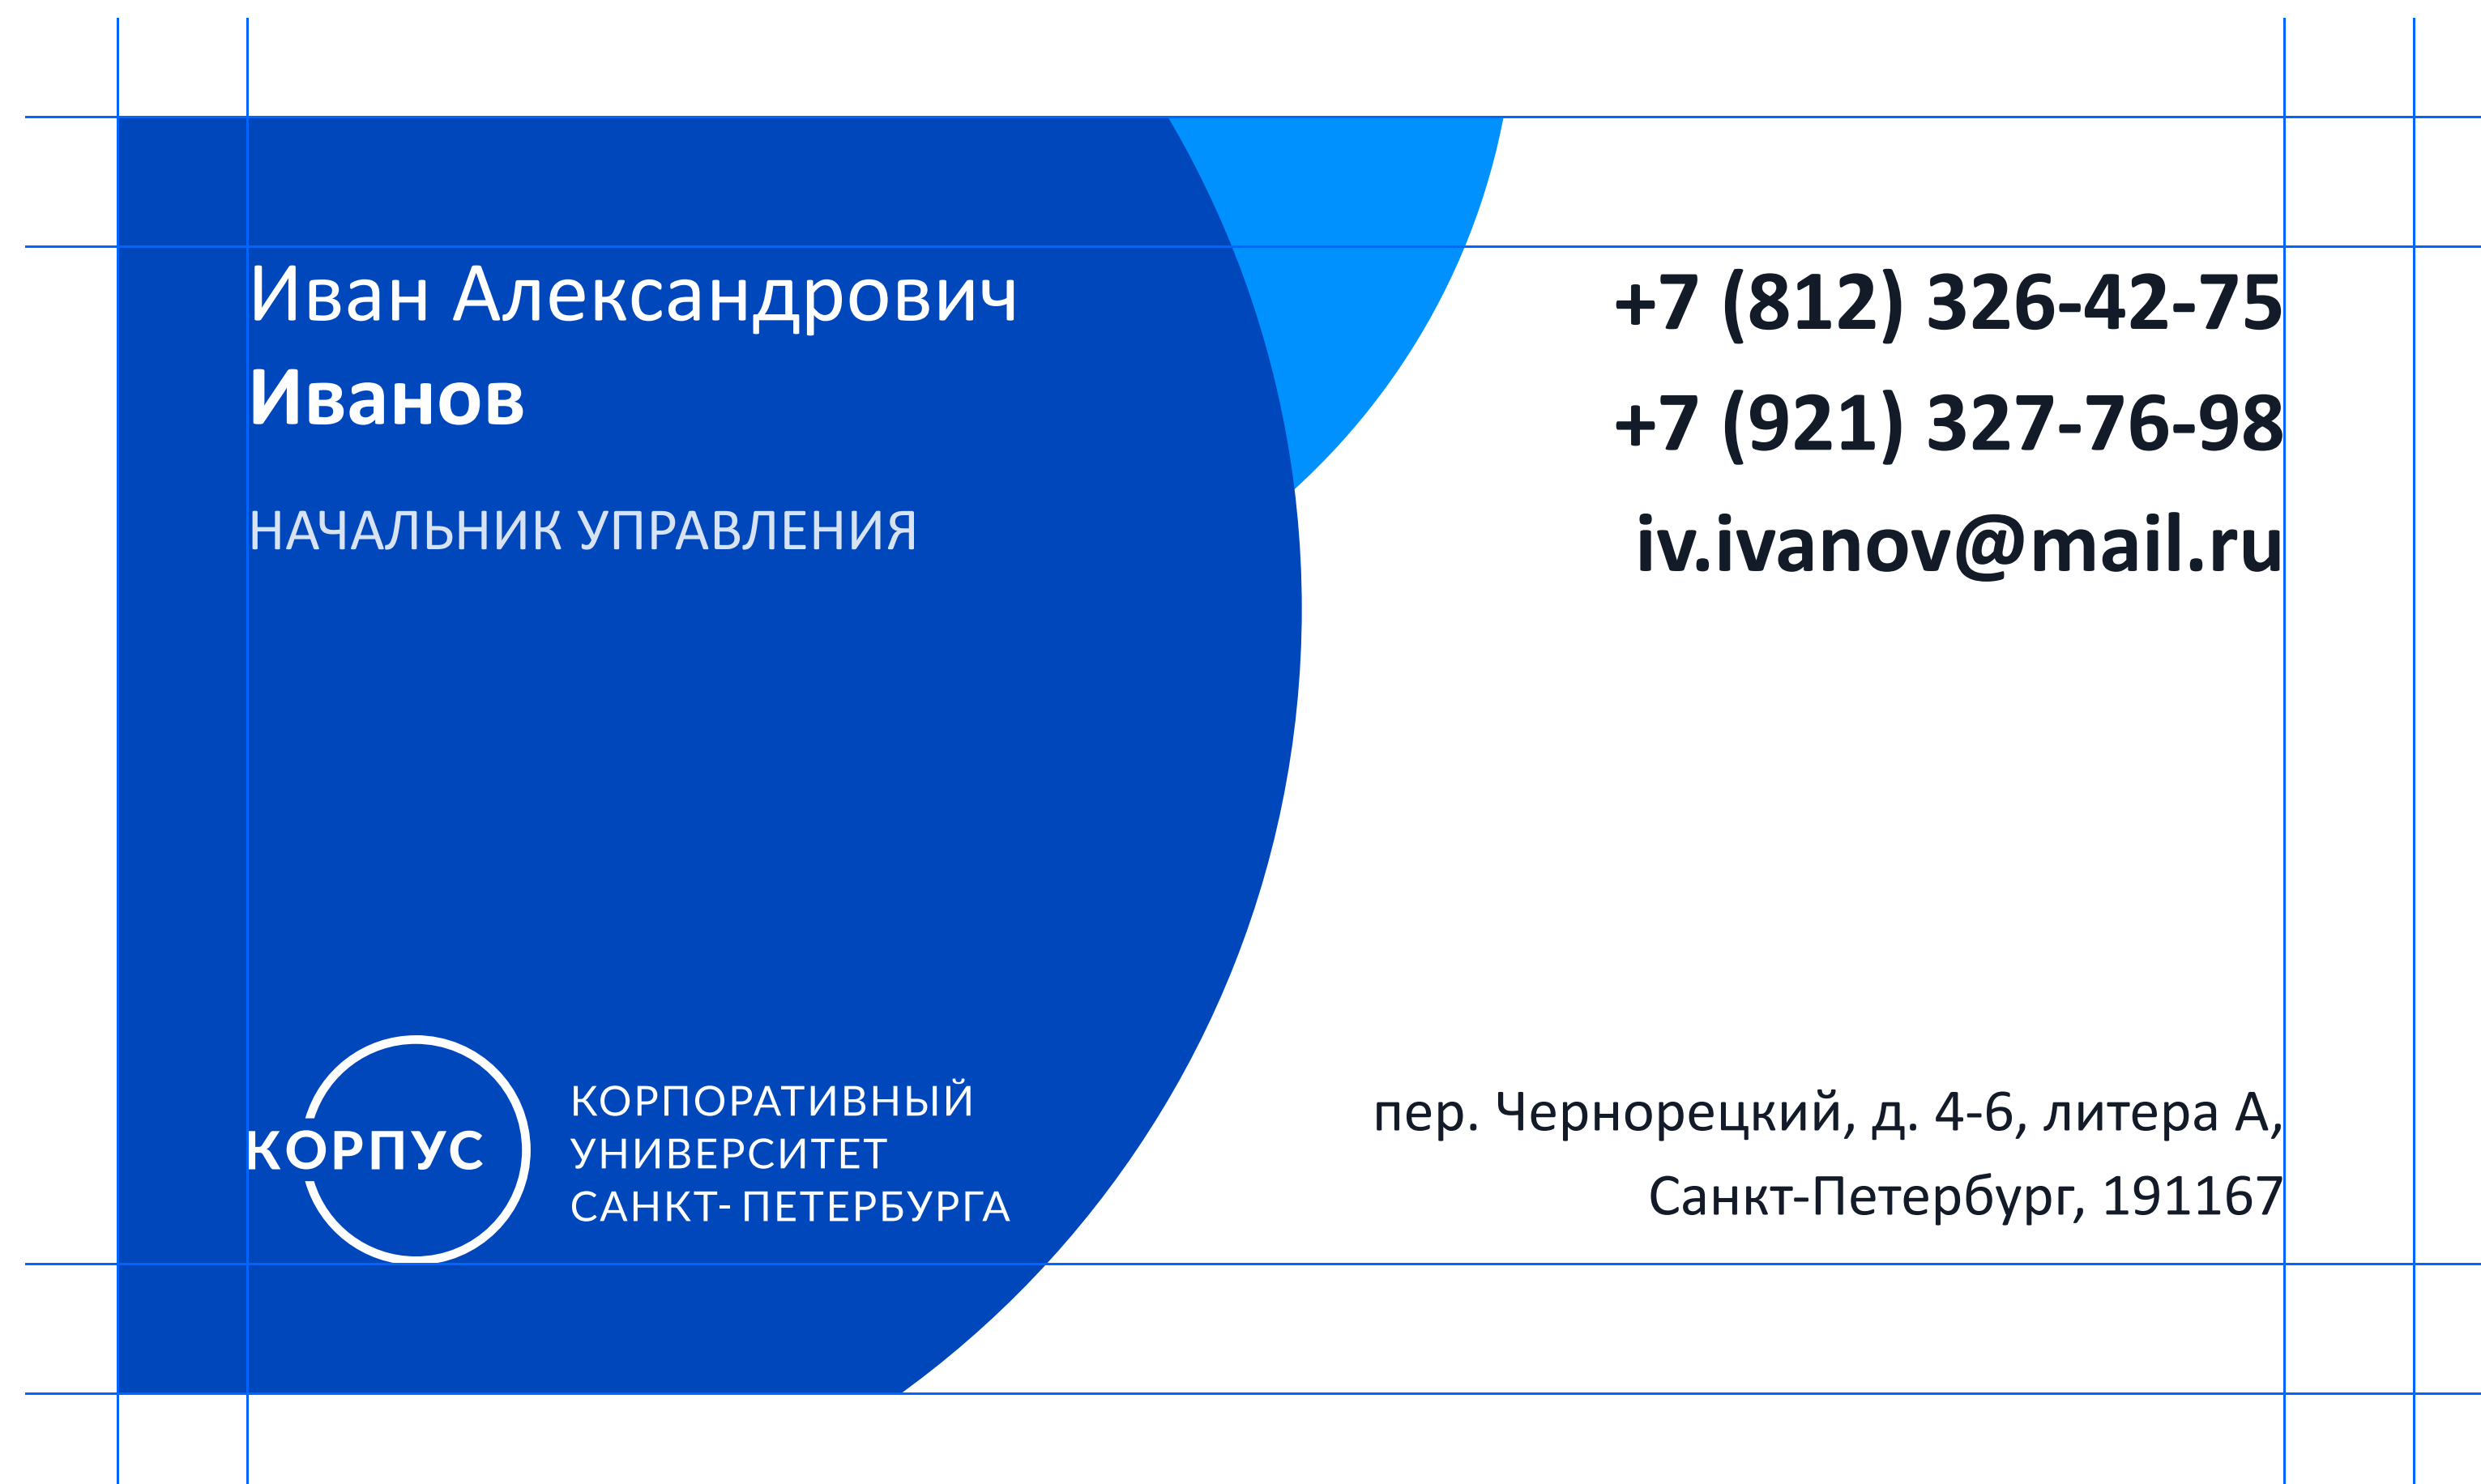 Иван Александрович
Иванов
НАЧАЛЬНИК УПРАВЛЕНИЯ
+7 (812) 326-42-75
+7 (921) 327-76-98
iv.ivanov@mail.ru
КОРПУС
КОРПОРАТИВНЫЙ
УНИВЕРСИТЕТ
САНКТ-ПЕТЕРБУРГА
пер. Чернорецкий, д. 4-6, литера А,
Санкт-Петербург, 191167